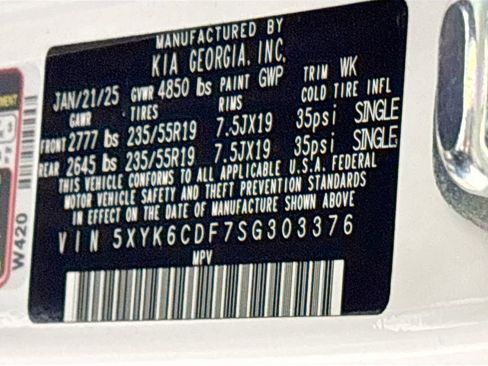 MANUFACTURED BY
KIA GEORGIA, INC.
JAN/21/25 GVWR 4850 lbs PAINT GWP TRIM WK
GAWR TIRES RIMS COLD TIRE INFL
FRONT 2777 lbs 235/55R19 7.5JX19 35psi SINGLE
REAR 2645 lbs 235/55R19 7.5JX19 35psi SINGLE
THIS VEHICLE CONFORMS TO ALL APPLICABLE U.S.A. FEDERAL
MOTOR VEHICLE SAFETY AND THEFT PREVENTION STANDARDS
IN EFFECT ON THE DATE OF MANUFACTURE SHOWN ABOVE
VIN 5XYK6CDF7SG303376
MPV
W420